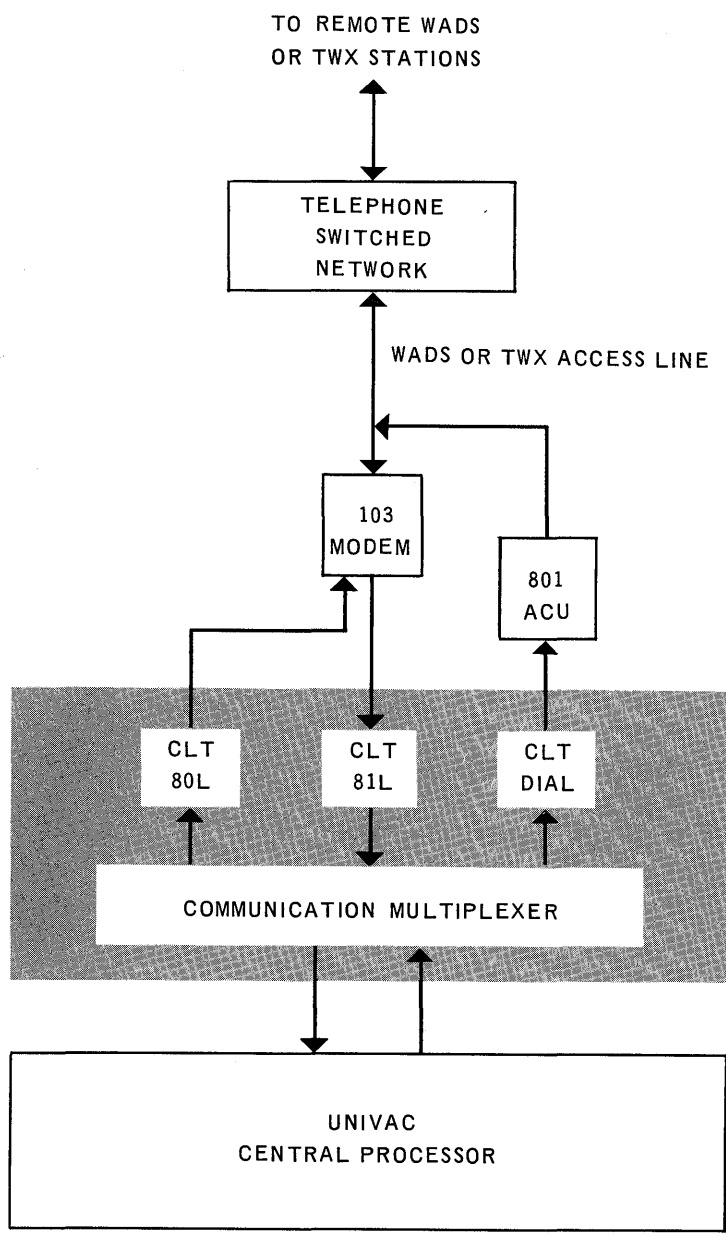 TO REMOTE WADS
OR TWX STATIONS
TELEPHONE
SWITCHED
NETWORK
WADS OR TWX ACCESS LINE
103
MODEM
801
ACU
CLT
80L
CLT
81L
CLT
DIAL
COMMUNICATION MULTIPLEXER
UNIVAC
CENTRAL PROCESSOR